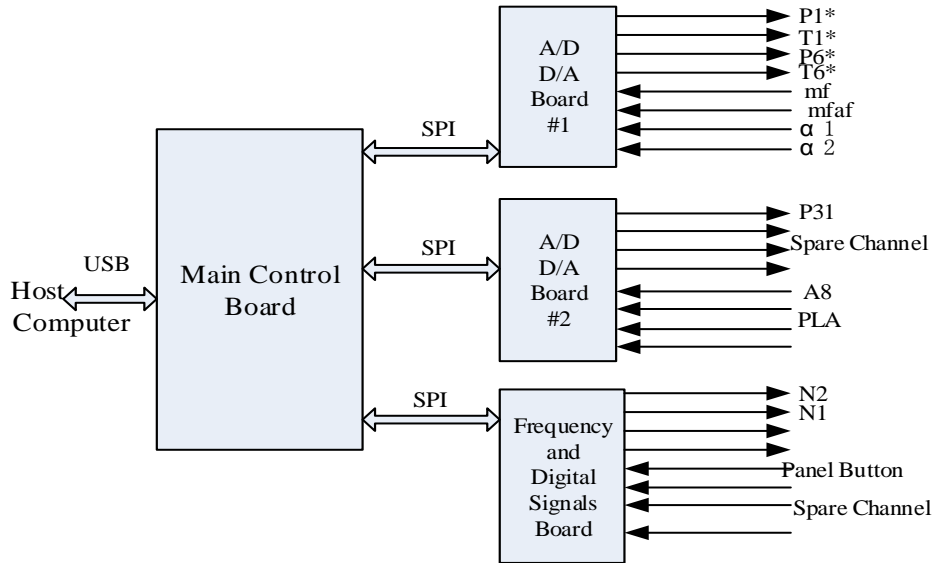 Host
Computer
USB
Main Control
Board
SPI
A/D
D/A
Board
#1
P1*
T1*
P6*
T6*
mf
mfaf
α 1
α 2
SPI
A/D
D/A
Board
#2
P31
Spare Channel
A8
PLA
SPI
Frequency
and
Digital
Signals
Board
N2
N1
Panel Button
Spare Channel